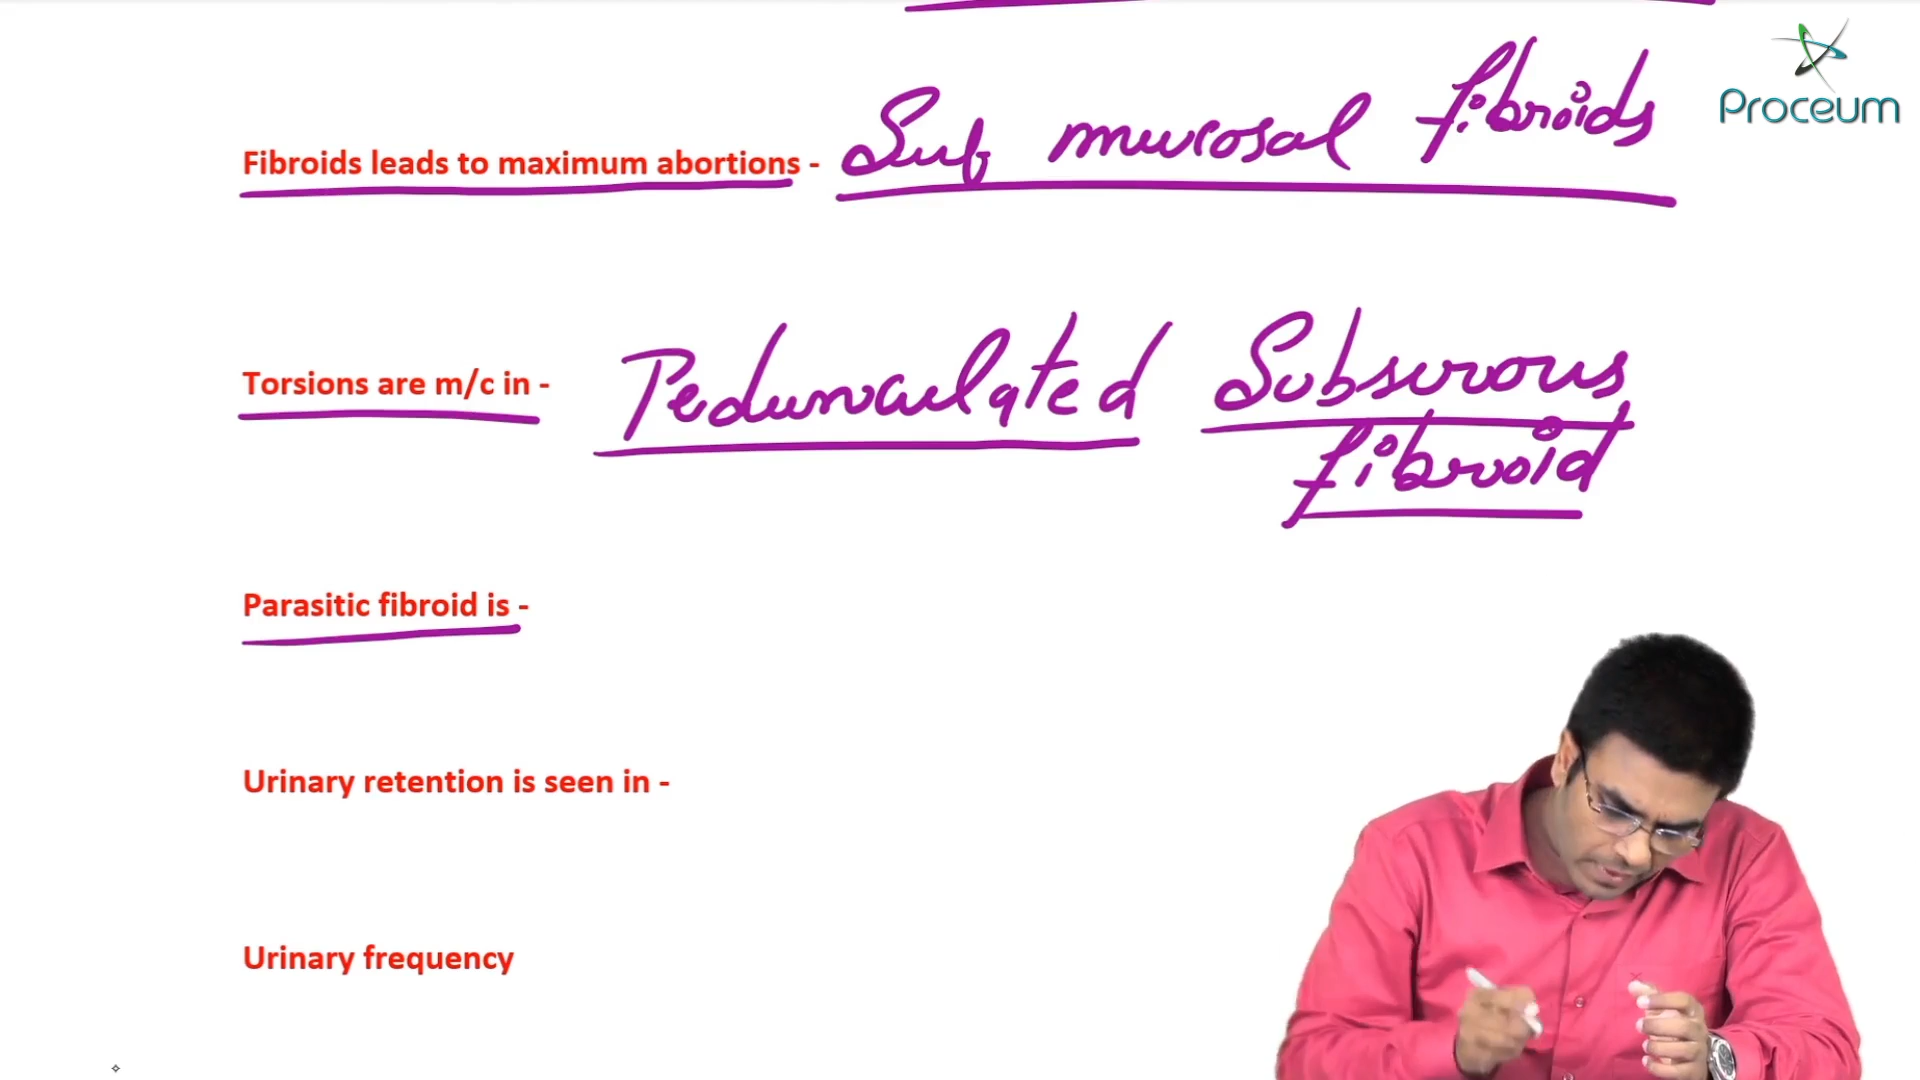 Proceum
Fibroids leads to maximum abortions - Sub mucosal fibroids
Torsions are m/c in - Pedunculated Subserous
fibroid
Parasitic fibroid is -
Urinary retention is seen in -
Urinary frequency